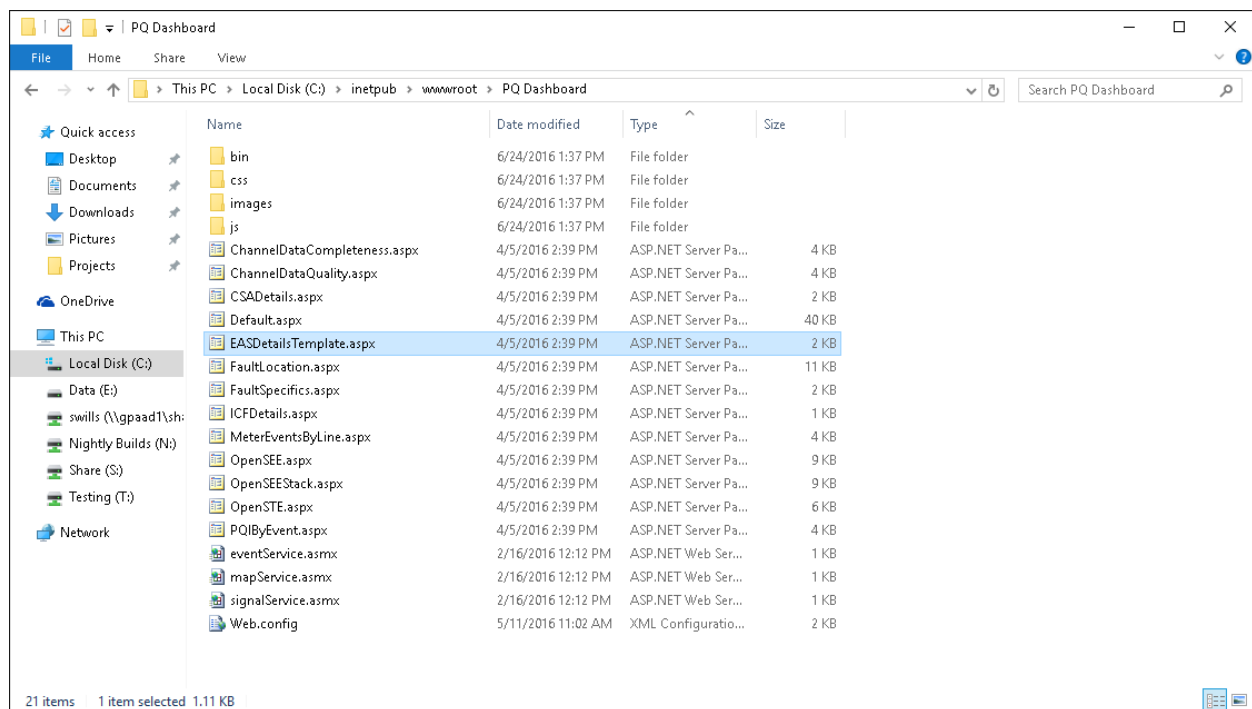 PQ Dashboard
File Home Share View
This PC > Local Disk (C:) > inetpub > wwwroot > PQ Dashboard Search PQ Dashboard
Quick access
Desktop
Documents
Downloads
Pictures
Projects
OneDrive
This PC
Local Disk (C:)
Data (E:)
swills (\\gpaad1\sha
Nightly Builds (N:)
Share (S:)
Testing (T:)
Network
Name Date modified Type Size
bin 6/24/2016 1:37 PM File folder
css 6/24/2016 1:37 PM File folder
images 6/24/2016 1:37 PM File folder
js 6/24/2016 1:37 PM File folder
ChannelDataCompleteness.aspx 4/5/2016 2:39 PM ASP.NET Server Pa... 4 KB
ChannelDataQuality.aspx 4/5/2016 2:39 PM ASP.NET Server Pa... 4 KB
CSADetails.aspx 4/5/2016 2:39 PM ASP.NET Server Pa... 2 KB
Default.aspx 4/5/2016 2:39 PM ASP.NET Server Pa... 40 KB
EASDetailsTemplate.aspx 4/5/2016 2:39 PM ASP.NET Server Pa... 2 KB
FaultLocation.aspx 4/5/2016 2:39 PM ASP.NET Server Pa... 11 KB
FaultSpecifics.aspx 4/5/2016 2:39 PM ASP.NET Server Pa... 2 KB
ICFDetails.aspx 4/5/2016 2:39 PM ASP.NET Server Pa... 1 KB
MeterEventsByLine.aspx 4/5/2016 2:39 PM ASP.NET Server Pa... 4 KB
OpenSEE.aspx 4/5/2016 2:39 PM ASP.NET Server Pa... 9 KB
OpenSEEStack.aspx 4/5/2016 2:39 PM ASP.NET Server Pa... 9 KB
OpenSTE.aspx 4/5/2016 2:39 PM ASP.NET Server Pa... 6 KB
PQIByEvent.aspx 4/5/2016 2:39 PM ASP.NET Server Pa... 4 KB
eventService.asmx 2/16/2016 12:12 PM ASP.NET Web Ser... 1 KB
mapService.asmx 2/16/2016 12:12 PM ASP.NET Web Ser... 1 KB
signalService.asmx 2/16/2016 12:12 PM ASP.NET Web Ser... 1 KB
Web.config 5/11/2016 11:02 AM XML Configuratio... 2 KB
21 items 1 item selected 1.11 KB